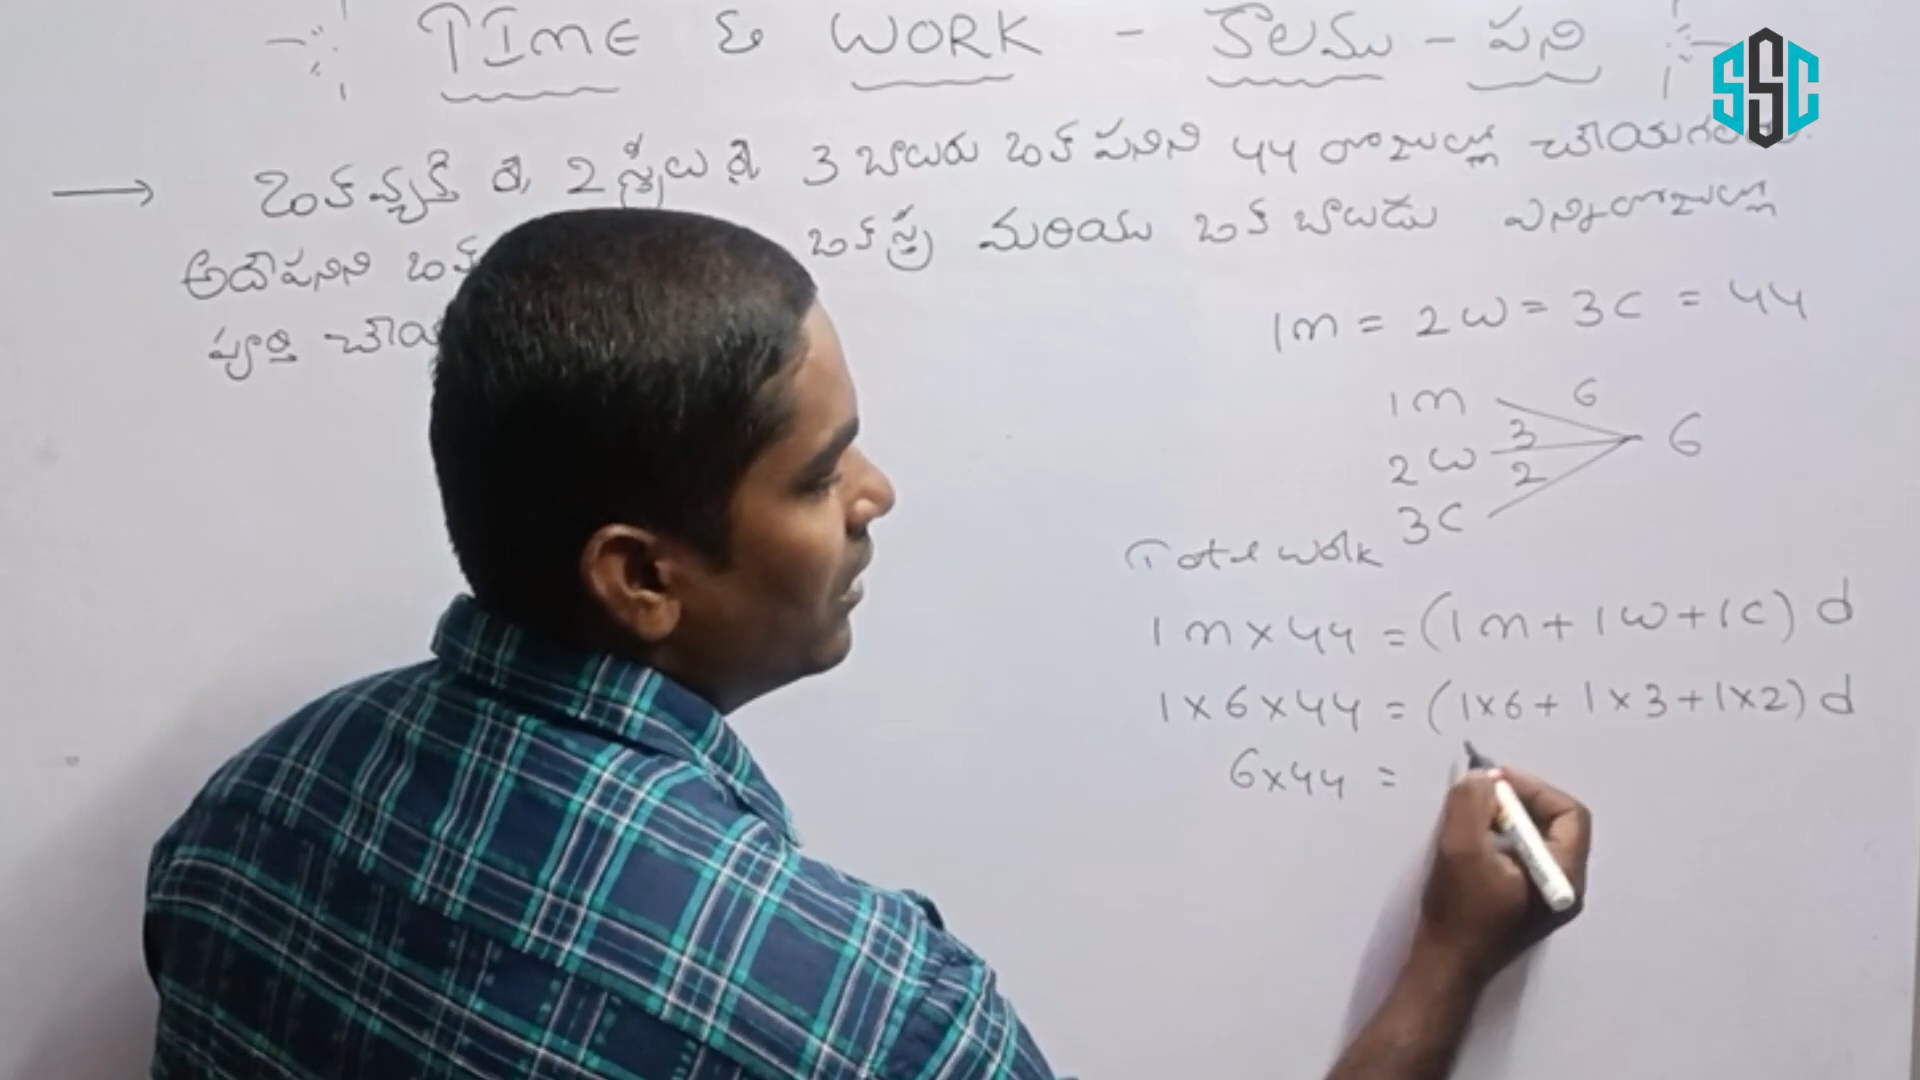 TIME & WORK - కాలము - పని
SSC
→ ఒక వ్యక్తి లేదా 2 స్త్రీలు లేదా 3 బాలురు ఒక పనిని 44 రోజుల్లో
అదే పనిని ఒక ఒక స్త్రీ మరియు ఒక బాలుడు ఎన్నిరోజుల్లో
పూర్తి
1m = 2w = 3c = 44
1m 6
2w 3 6
3c 2
Total work
1m×44 = (1m+1w+1c) d
1×6×44 = (1×6+1×3+1×2) d
6×44 =